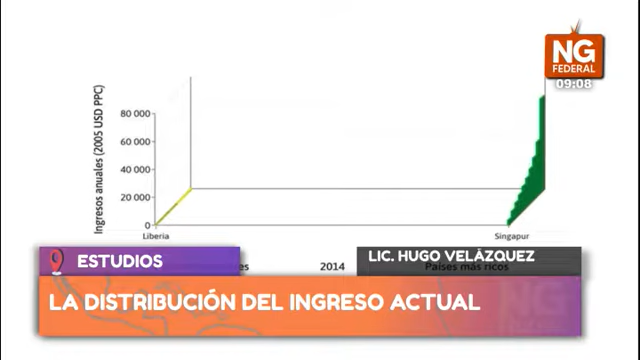 NG
FEDERAL
09:08
Ingresos anuales (2005 USD PPC)
80 000
60 000
40 000
20 000
0
Liberia
Singapur
ESTUDIOS
LIC. HUGO VELÁZQUEZ
2014
Países más ricos
LA DISTRIBUCIÓN DEL INGRESO ACTUAL
NG